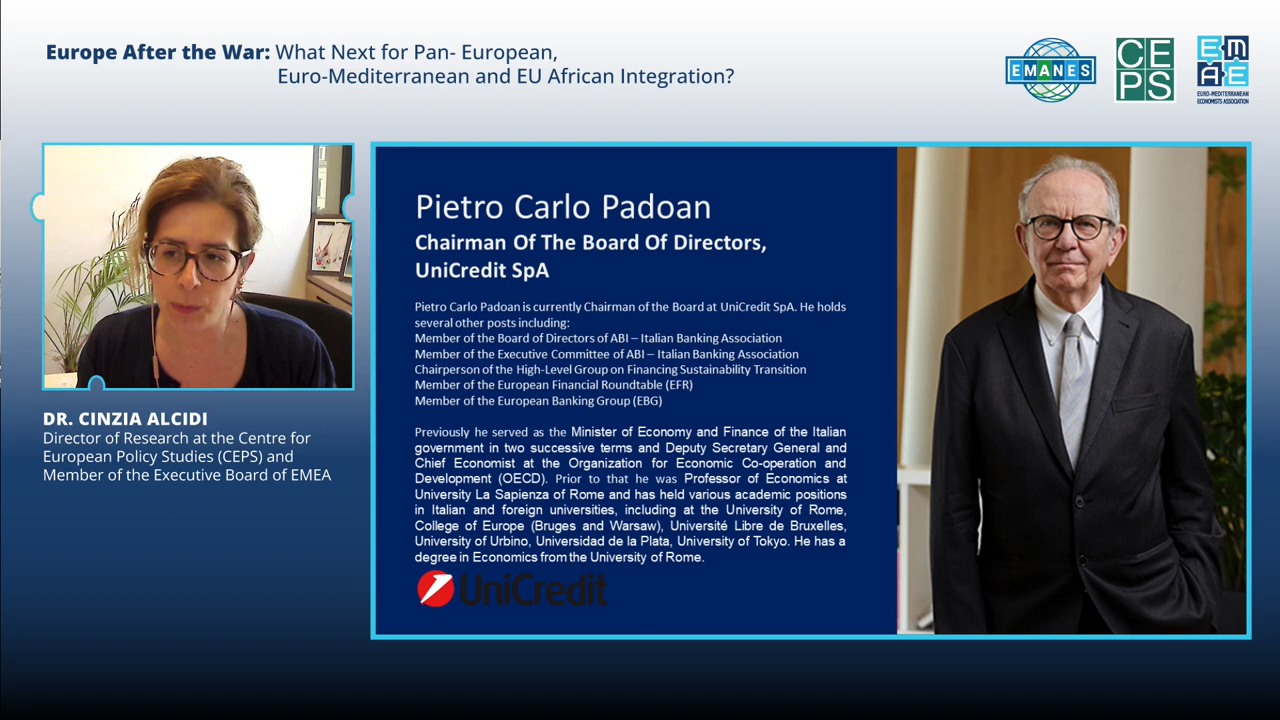 Europe After the War: What Next for Pan- European,
Euro-Mediterranean and EU African Integration?
EMANES
CE
PS
EM
AE
EURO-MEDITERRANEAN
ECONOMISTS ASSOCIATION
Pietro Carlo Padoan
Chairman Of The Board Of Directors,
UniCredit SpA
Pietro Carlo Padoan is currently Chairman of the Board at UniCredit SpA. He holds
several other posts including:
Member of the Board of Directors of ABI – Italian Banking Association
Member of the Executive Committee of ABI – Italian Banking Association
Chairperson of the High-Level Group on Financing Sustainability Transition
Member of the European Financial Roundtable (EFR)
Member of the European Banking Group (EBG)
Previously he served as the Minister of Economy and Finance of the Italian
government in two successive terms and Deputy Secretary General and
Chief Economist at the Organization for Economic Co-operation and
Development (OECD). Prior to that he was Professor of Economics at
University La Sapienza of Rome and has held various academic positions
in Italian and foreign universities, including at the University of Rome,
College of Europe (Bruges and Warsaw), Université Libre de Bruxelles,
University of Urbino, Universidad de la Plata, University of Tokyo. He has a
degree in Economics from the University of Rome.
UniCredit
DR. CINZIA ALCIDI
Director of Research at the Centre for
European Policy Studies (CEPS) and
Member of the Executive Board of EMEA